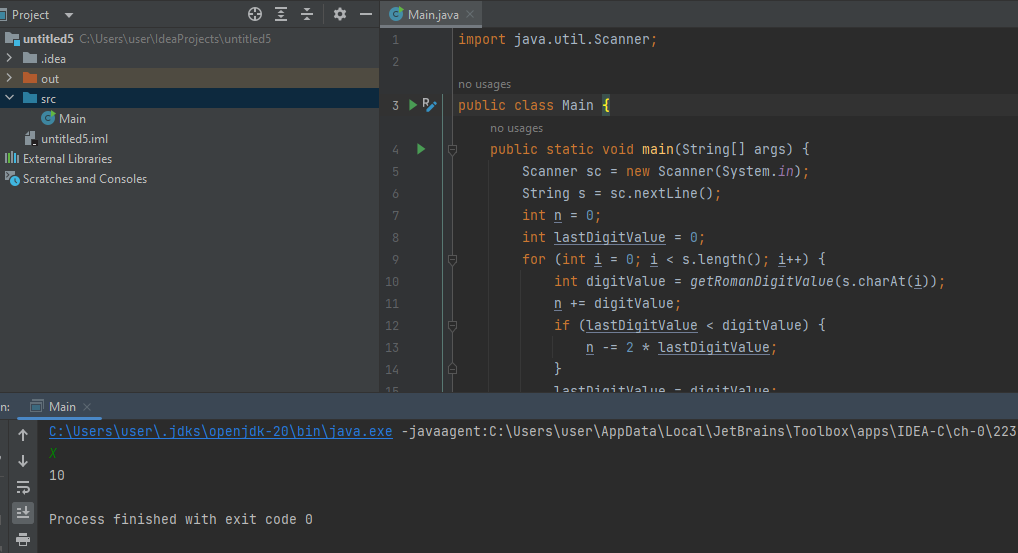 Project
untitled5 C:\Users\user\IdeaProjects\untitled5
.idea
out
src
Main
untitled5.iml
External Libraries
Scratches and Consoles
Main.java
1 import java.util.Scanner;
2
no usages
3 public class Main {
no usages
4 public static void main(String[] args) {
5 Scanner sc = new Scanner(System.in);
6 String s = sc.nextLine();
7 int n = 0;
8 int lastDigitValue = 0;
9 for (int i = 0; i < s.length(); i++) {
10 int digitValue = getRomanDigitValue(s.charAt(i));
11 n += digitValue;
12 if (lastDigitValue < digitValue) {
13 n -= 2 * lastDigitValue;
14 }
15 lastDigitValue = digitValue;
n: Main
C:\Users\user\.jdks\openjdk-20\bin\java.exe -javaagent:C:\Users\user\AppData\Local\JetBrains\Toolbox\apps\IDEA-C\ch-0\223
X
10
Process finished with exit code 0